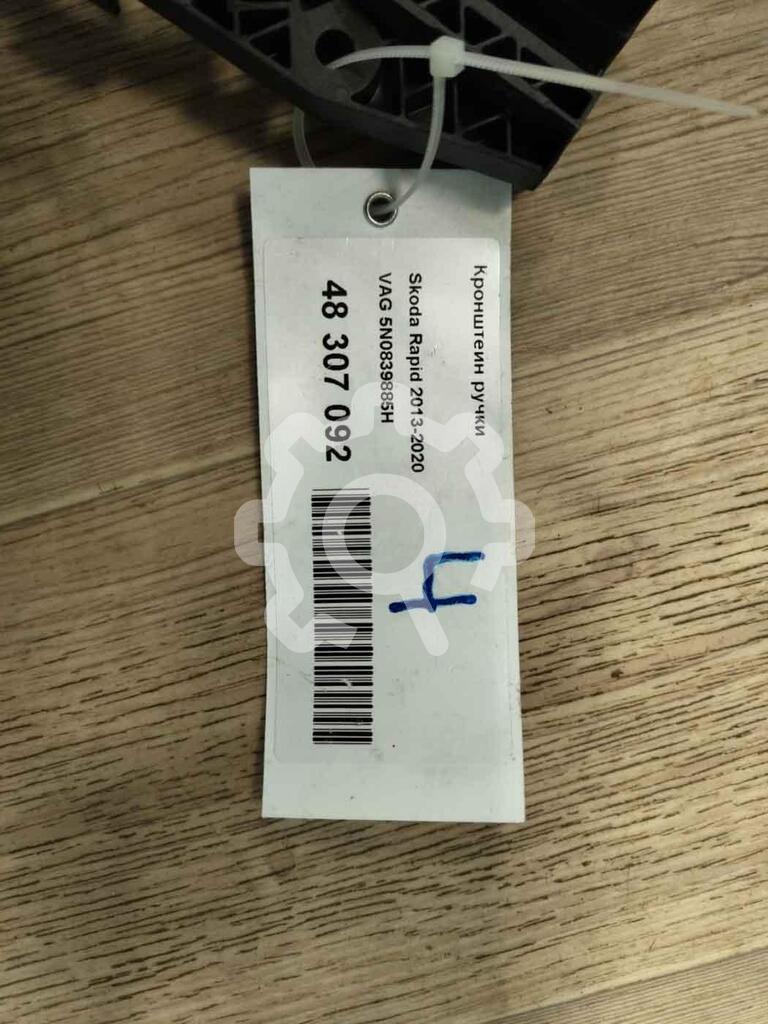 Кронштейн ручки
Skoda Rapid 2013-2020
VAG 5N0839885H
48 307 092
4